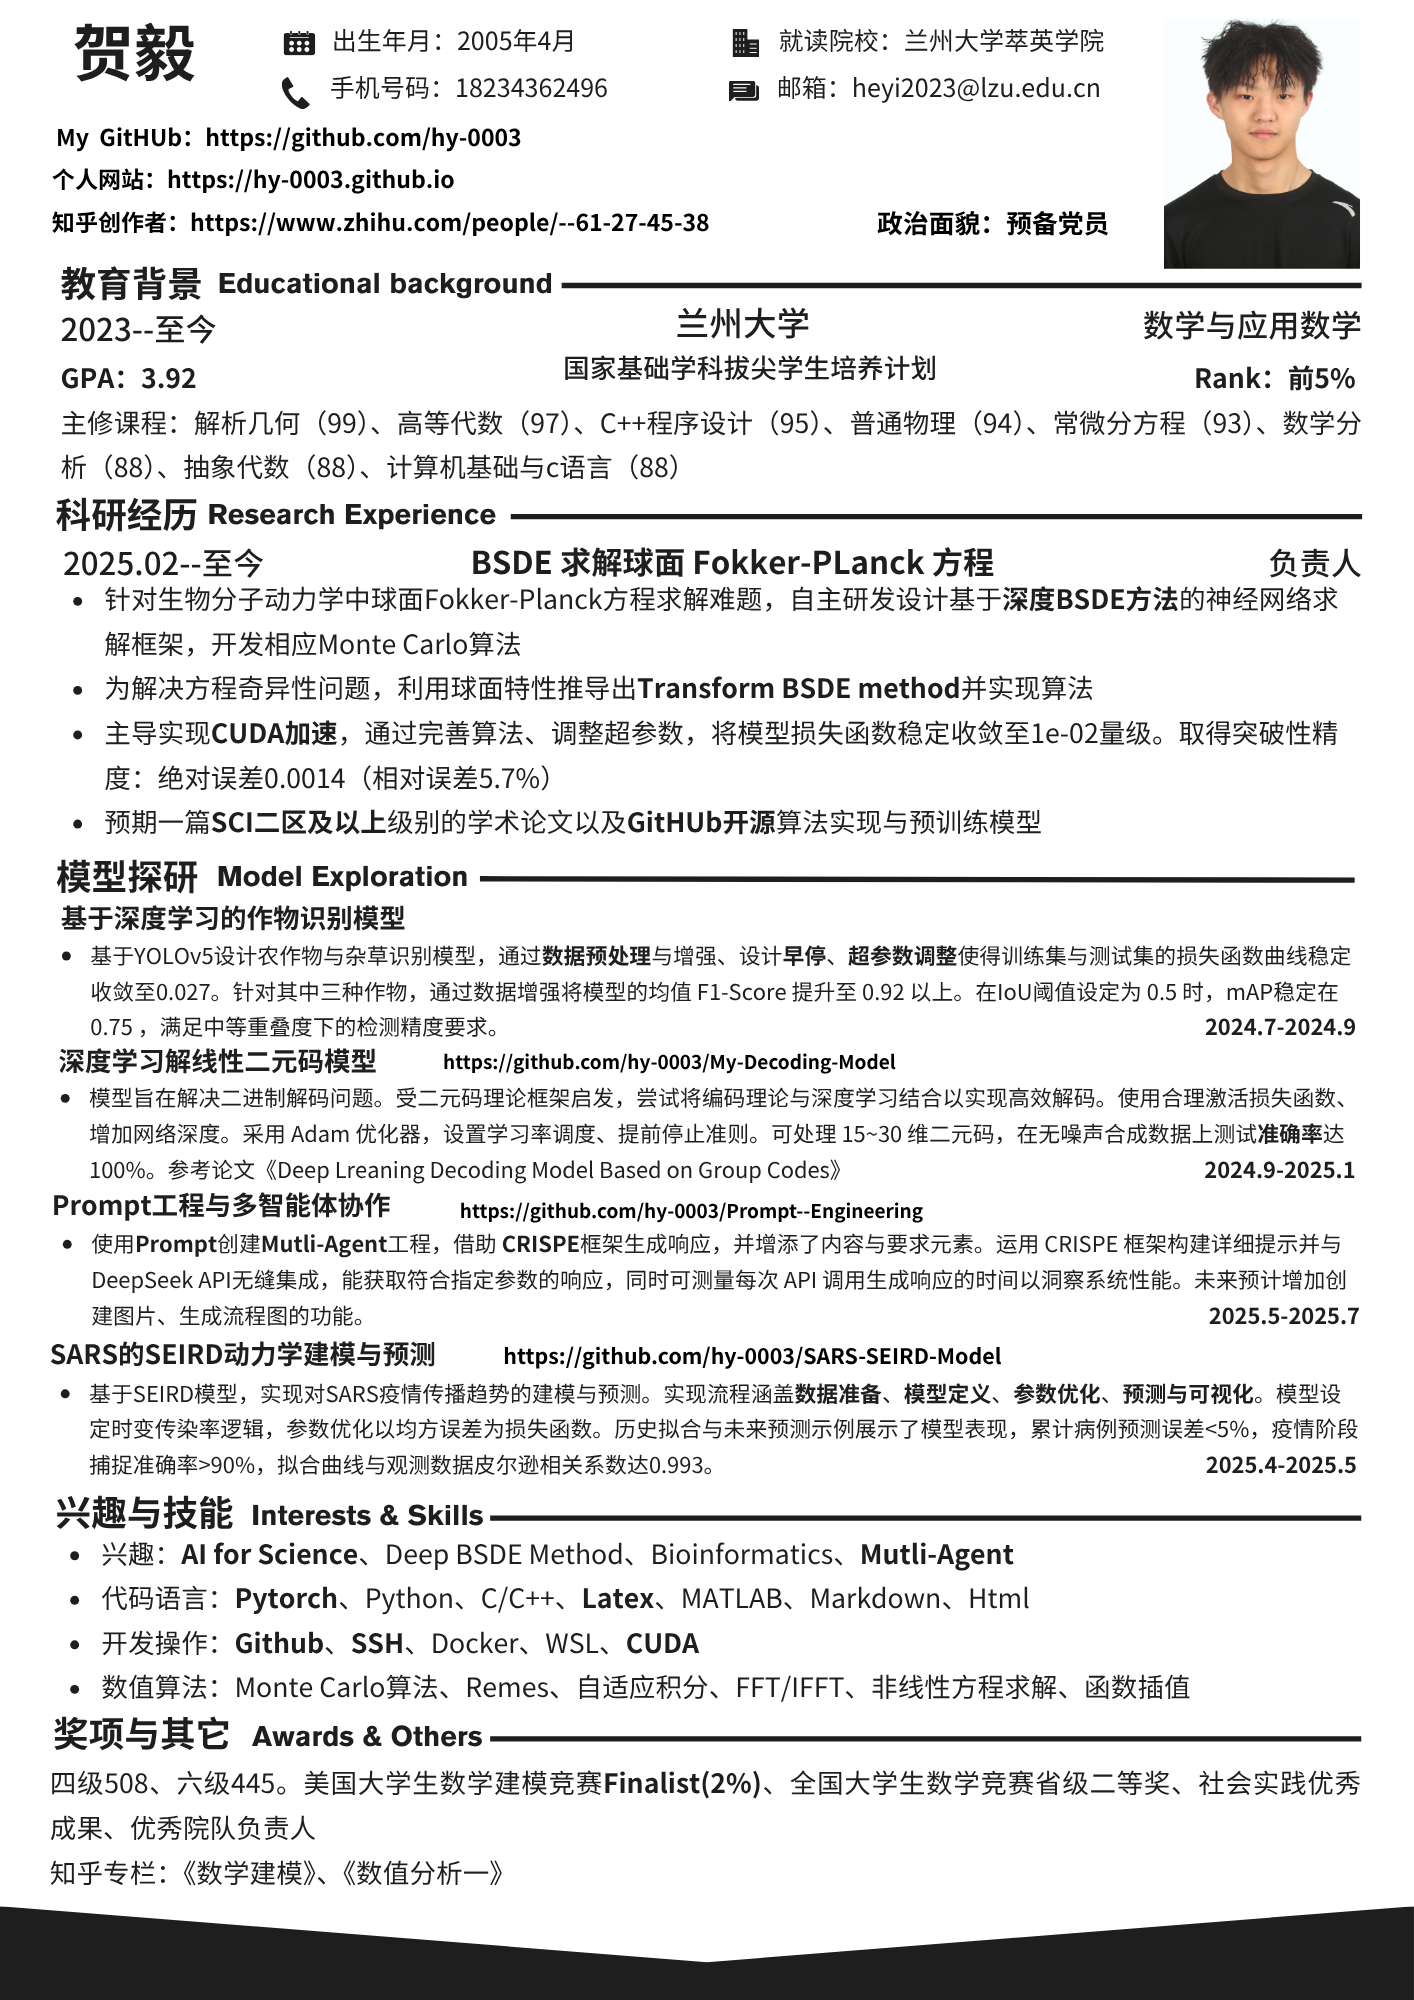 贺毅
出生年月：2005年4月
就读院校：兰州大学萃英学院
手机号码：18234362496
邮箱：heyi2023@lzu.edu.cn
My GitHUb：https://github.com/hy-0003
个人网站：https://hy-0003.github.io
知乎创作者：https://www.zhihu.com/people/--61-27-45-38
政治面貌：预备党员
教育背景 Educational background
2023--至今 兰州大学 数学与应用数学
国家基础学科拔尖学生培养计划
GPA：3.92 Rank：前5%
主修课程：解析几何（99）、高等代数（97）、C++程序设计（95）、普通物理（94）、常微分方程（93）、数学分
析（88）、抽象代数（88）、计算机基础与c语言（88）
科研经历 Research Experience
2025.02--至今 BSDE 求解球面 Fokker-PLanck 方程 负责人
• 针对生物分子动力学中球面Fokker-Planck方程求解难题，自主研发设计基于深度BSDE方法的神经网络求
解框架，开发相应Monte Carlo算法
• 为解决方程奇异性问题，利用球面特性推导出Transform BSDE method并实现算法
• 主导实现CUDA加速，通过完善算法、调整超参数，将模型损失函数稳定收敛至1e-02量级。取得突破性精
度：绝对误差0.0014（相对误差5.7%）
• 预期一篇SCI二区及以上级别的学术论文以及GitHUb开源算法实现与预训练模型
模型探研 Model Exploration
基于深度学习的作物识别模型
• 基于YOLOv5设计农作物与杂草识别模型，通过数据预处理与增强、设计早停、超参数调整使得训练集与测试集的损失函数曲线稳定
收敛至0.027。针对其中三种作物，通过数据增强将模型的均值 F1-Score 提升至 0.92 以上。在IoU阈值设定为 0.5 时，mAP稳定在
0.75 ，满足中等重叠度下的检测精度要求。 2024.7-2024.9
深度学习解线性二元码模型 https://github.com/hy-0003/My-Decoding-Model
• 模型旨在解决二进制解码问题。受二元码理论框架启发，尝试将编码理论与深度学习结合以实现高效解码。使用合理激活损失函数、
增加网络深度。采用 Adam 优化器，设置学习率调度、提前停止准则。可处理 15~30 维二元码，在无噪声合成数据上测试准确率达
100%。参考论文《Deep Lreaning Decoding Model Based on Group Codes》 2024.9-2025.1
Prompt工程与多智能体协作 https://github.com/hy-0003/Prompt--Engineering
• 使用Prompt创建Mutli-Agent工程，借助 CRISPE框架生成响应，并增添了内容与要求元素。运用 CRISPE 框架构建详细提示并与
DeepSeek API无缝集成，能获取符合指定参数的响应，同时可测量每次 API 调用生成响应的时间以洞察系统性能。未来预计增加创
建图片、生成流程图的功能。 2025.5-2025.7
SARS的SEIRD动力学建模与预测 https://github.com/hy-0003/SARS-SEIRD-Model
• 基于SEIRD模型，实现对SARS疫情传播趋势的建模与预测。实现流程涵盖数据准备、模型定义、参数优化、预测与可视化。模型设
定时变传染率逻辑，参数优化以均方误差为损失函数。历史拟合与未来预测示例展示了模型表现，累计病例预测误差<5%，疫情阶段
捕捉准确率>90%，拟合曲线与观测数据皮尔逊相关系数达0.993。 2025.4-2025.5
兴趣与技能 Interests & Skills
• 兴趣：AI for Science、Deep BSDE Method、Bioinformatics、Mutli-Agent
• 代码语言：Pytorch、Python、C/C++、Latex、MATLAB、Markdown、Html
• 开发操作：Github、SSH、Docker、WSL、CUDA
• 数值算法：Monte Carlo算法、Remes、自适应积分、FFT/IFFT、非线性方程求解、函数插值
奖项与其它 Awards & Others
四级508、六级445。美国大学生数学建模竞赛Finalist(2%)、全国大学生数学竞赛省级二等奖、社会实践优秀
成果、优秀院队负责人
知乎专栏：《数学建模》、《数值分析一》